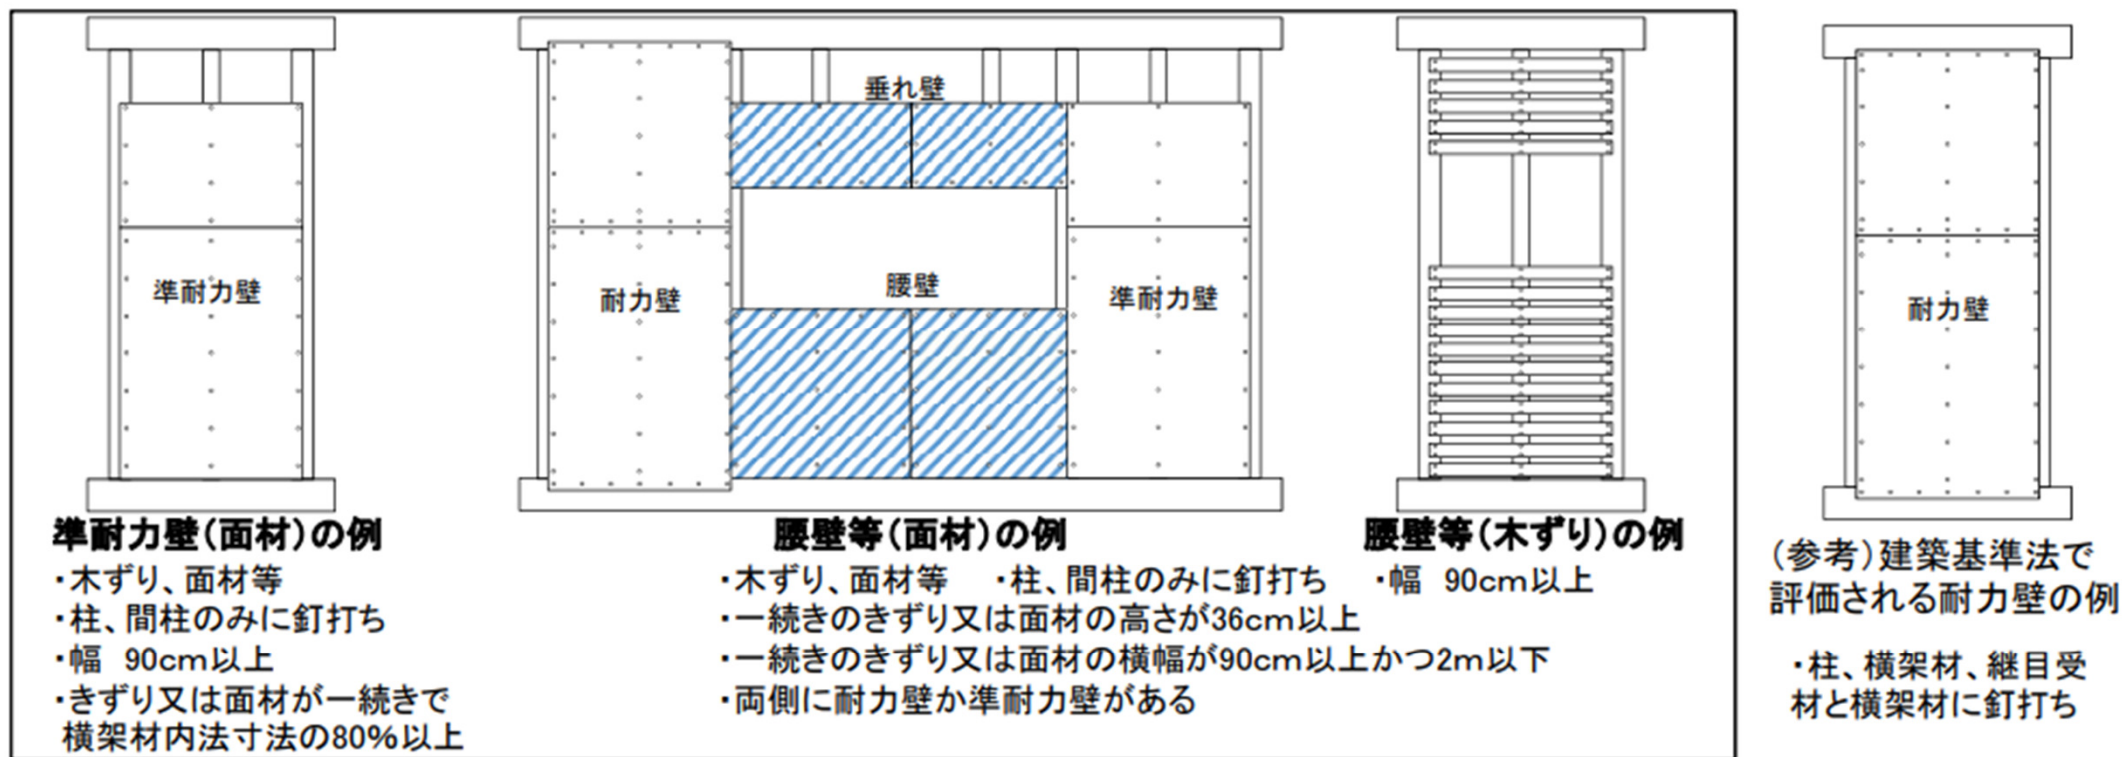 準耐力壁
垂れ壁
耐力壁
腰壁
準耐力壁
耐力壁
準耐力壁(面材)の例
・木ずり、面材等
・柱、間柱のみに釘打ち
・幅 90cm以上
・きずり又は面材が一続きで
横架材内法寸法の80%以上
腰壁等(面材)の例
腰壁等(木ずり)の例
・木ずり、面材等 ・柱、間柱のみに釘打ち ・幅 90cm以上
・一続きのきずり又は面材の高さが36cm以上
・一続きのきずり又は面材の横幅が90cm以上かつ2m以下
・両側に耐力壁か準耐力壁がある
(参考)建築基準法で
評価される耐力壁の例
・柱、横架材、継目受
材と横架材に釘打ち